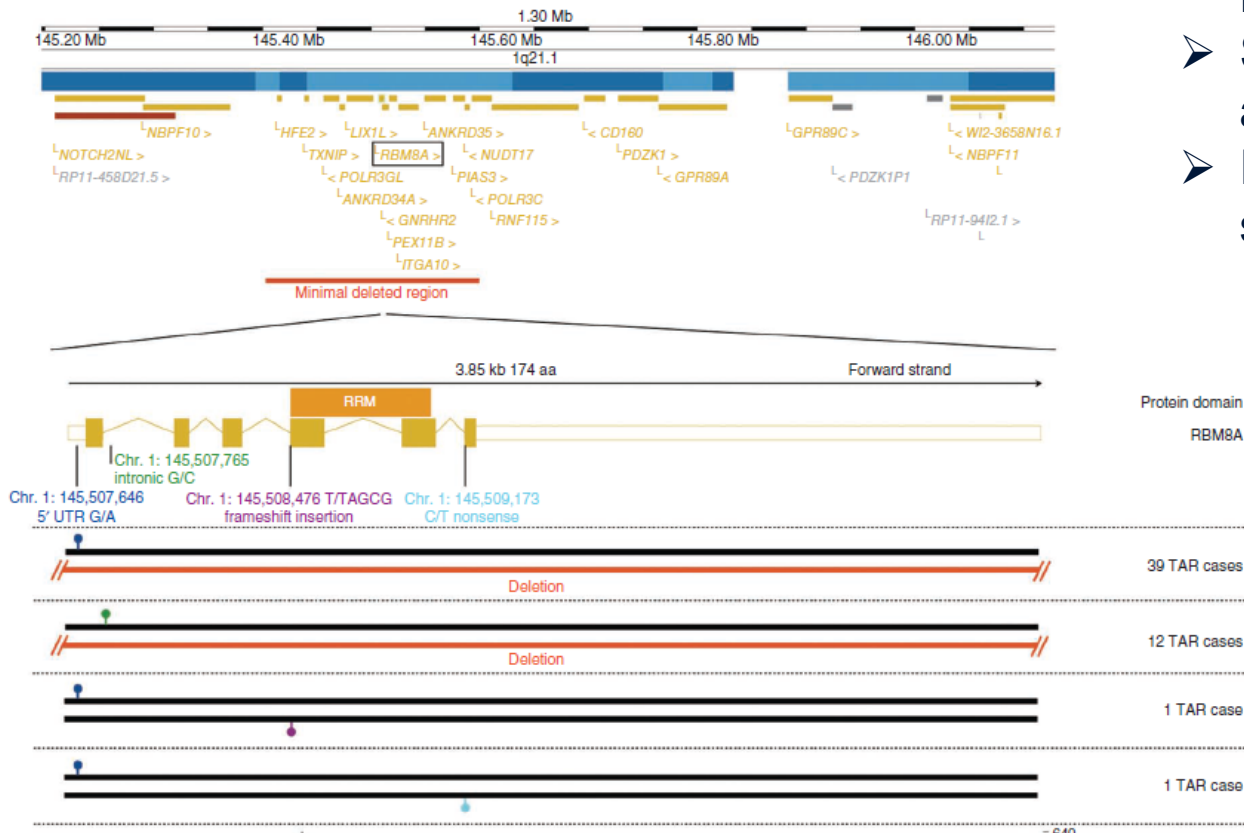 1.30 Mb
145.20 Mb 145.40 Mb 145.60 Mb 145.80 Mb 146.00 Mb
1q21.1
NBPF10 > HFE2 > LIX1L > ANKRD35 > < CD160 GPR89C > < WI2-3658N16.1
NOTCH2NL > TXNIP > RBM8A > < NUDT17 PDZK1 > < NBPF11
RP11-458D21.5 > < POLR3GL PIAS3 > < GPR89A < PDZK1P1
ANKRD34A > < POLR3C
< GNRHR2 RNF115 > RP11-94I2.1 >
PEX11B >
ITGA10 >
Minimal deleted region
3.85 kb 174 aa Forward strand
RRM Protein domain
RBM8A
Chr. 1: 145,507,765
intronic G/C
Chr. 1: 145,507,646 Chr. 1: 145,508,476 T/TAGCG Chr. 1: 145,509,173
5′ UTR G/A frameshift insertion C/T nonsense
39 TAR cases
Deletion
12 TAR cases
Deletion
1 TAR case
1 TAR case